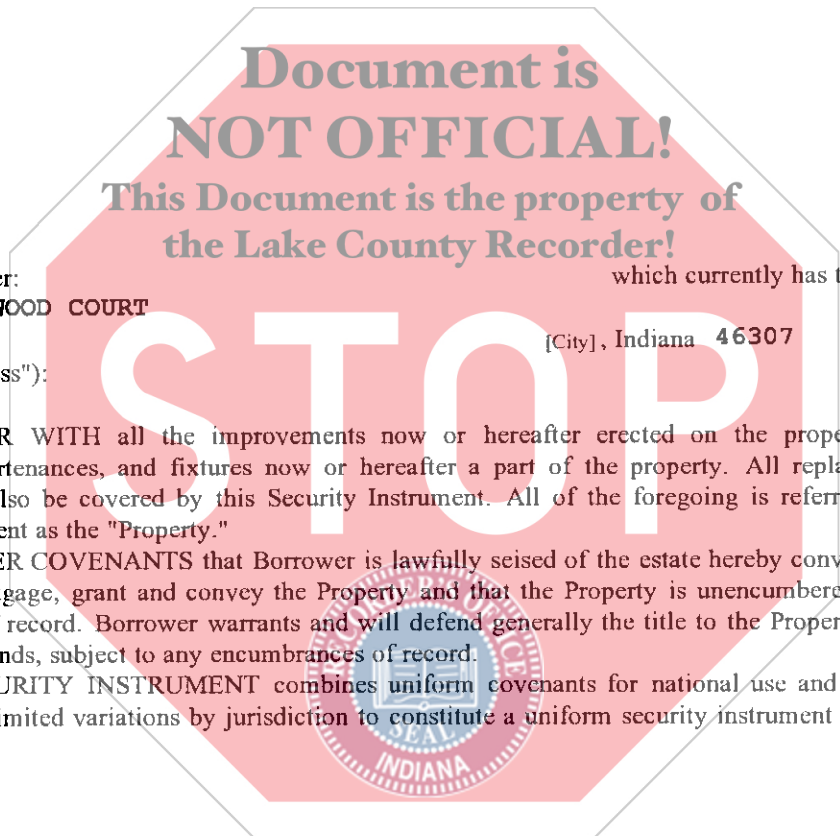 Document is
NOT OFFICIAL!
This Document is the property of
the Lake County Recorder!
er: which currently has t
WOOD COURT
[City], Indiana 46307
ss"):
STOP
R WITH all the improvements now or hereafter erected on the prope
rtenances, and fixtures now or hereafter a part of the property. All repla
lso be covered by this Security Instrument. All of the foregoing is referr
ent as the "Property."
ER COVENANTS that Borrower is lawfully seised of the estate hereby conv
gage, grant and convey the Property and that the Property is unencumbere
record. Borrower warrants and will defend generally the title to the Proper
nds, subject to any encumbrances of record.
URITY INSTRUMENT combines uniform covenants for national use and
imited variations by jurisdiction to constitute a uniform security instrument
RECORDER'S OFFICE
SEAL
INDIANA